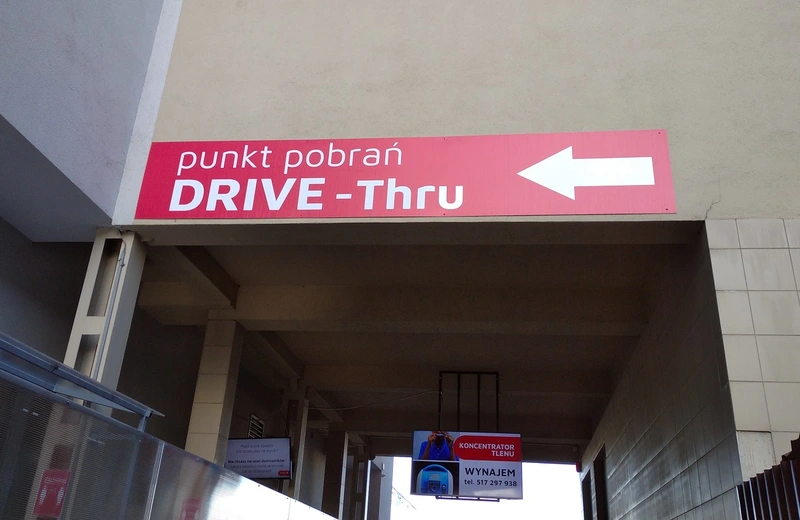 punkt pobrań
DRIVE - Thru
KONCENTRATOR
TLENU
WYNAJEM
tel. 517 297 938